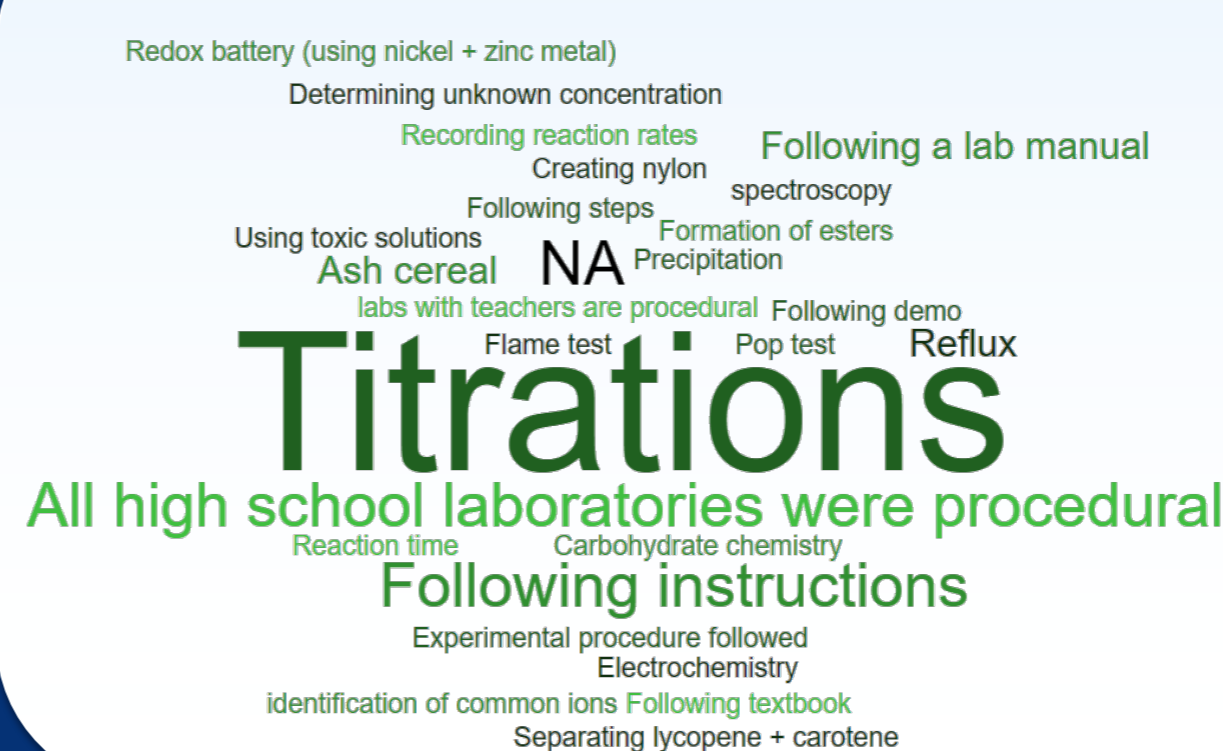 Redox battery (using nickel + zinc metal)
Determining unknown concentration
Recording reaction rates
Following a lab manual
Creating nylon
spectroscopy
Following steps
Formation of esters
Using toxic solutions
NA
Precipitation
Ash cereal
labs with teachers are procedural
Following demo
Flame test
Pop test
Reflux
Titrations
All high school laboratories were procedural
Reaction time
Carbohydrate chemistry
Following instructions
Experimental procedure followed
Electrochemistry
identification of common ions
Following textbook
Separating lycopene + carotene